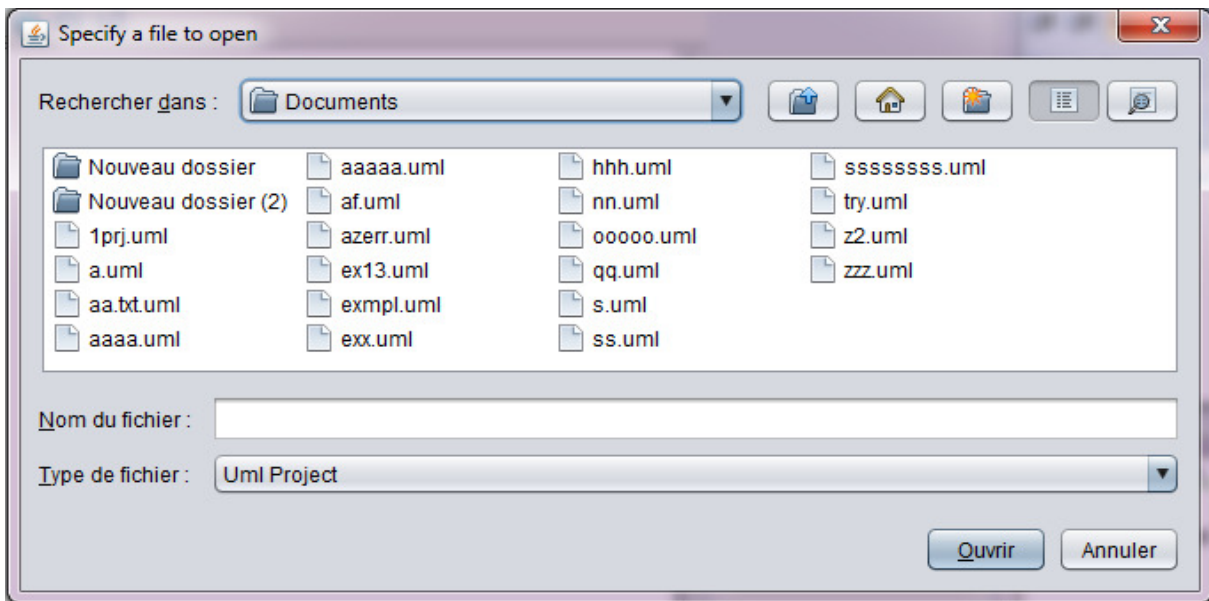 Specify a file to open
Rechercher dans :
Documents
Nouveau dossier
Nouveau dossier (2)
1prj.uml
a.uml
aa.txt.uml
aaaa.uml
aaaaa.uml
af.uml
azerr.uml
ex13.uml
exmpl.uml
exx.uml
hhh.uml
nn.uml
ooooo.uml
qq.uml
s.uml
ss.uml
ssssssss.uml
try.uml
z2.uml
zzz.uml
Nom du fichier :
Type de fichier :
Uml Project
Ouvrir
Annuler